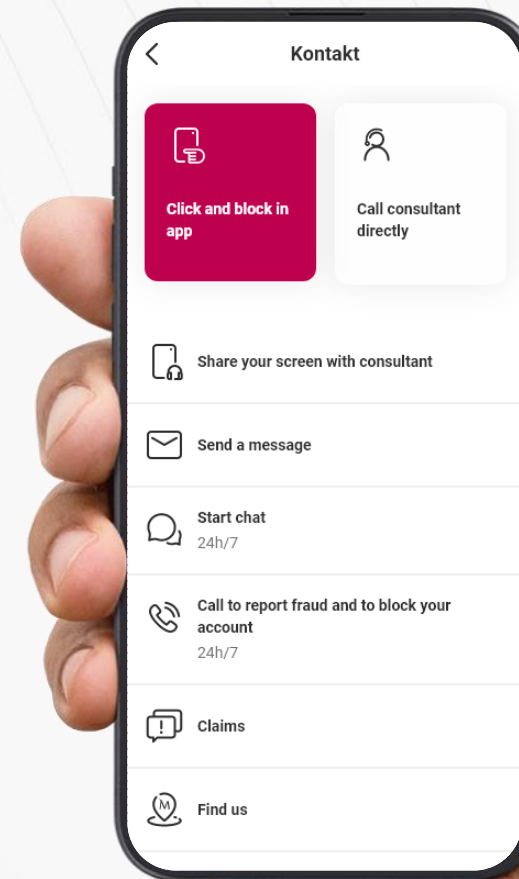 Kontakt
Click and block in
app
Call consultant
directly
Share your screen with consultant
Send a message
Start chat
24h/7
Call to report fraud and to block your
account
24h/7
Claims
M
Find us